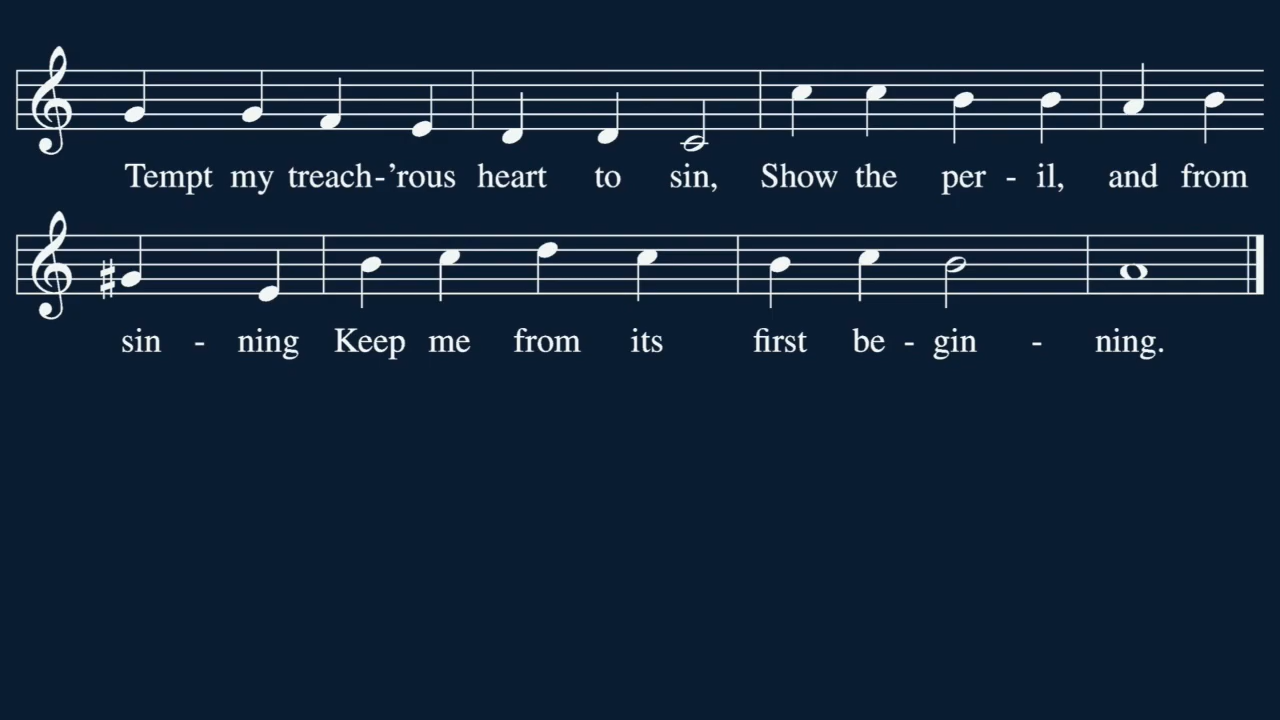 Tempt my treach-'rous heart to sin, Show the per - il, and from
sin - ning Keep me from its first be - gin - ning.